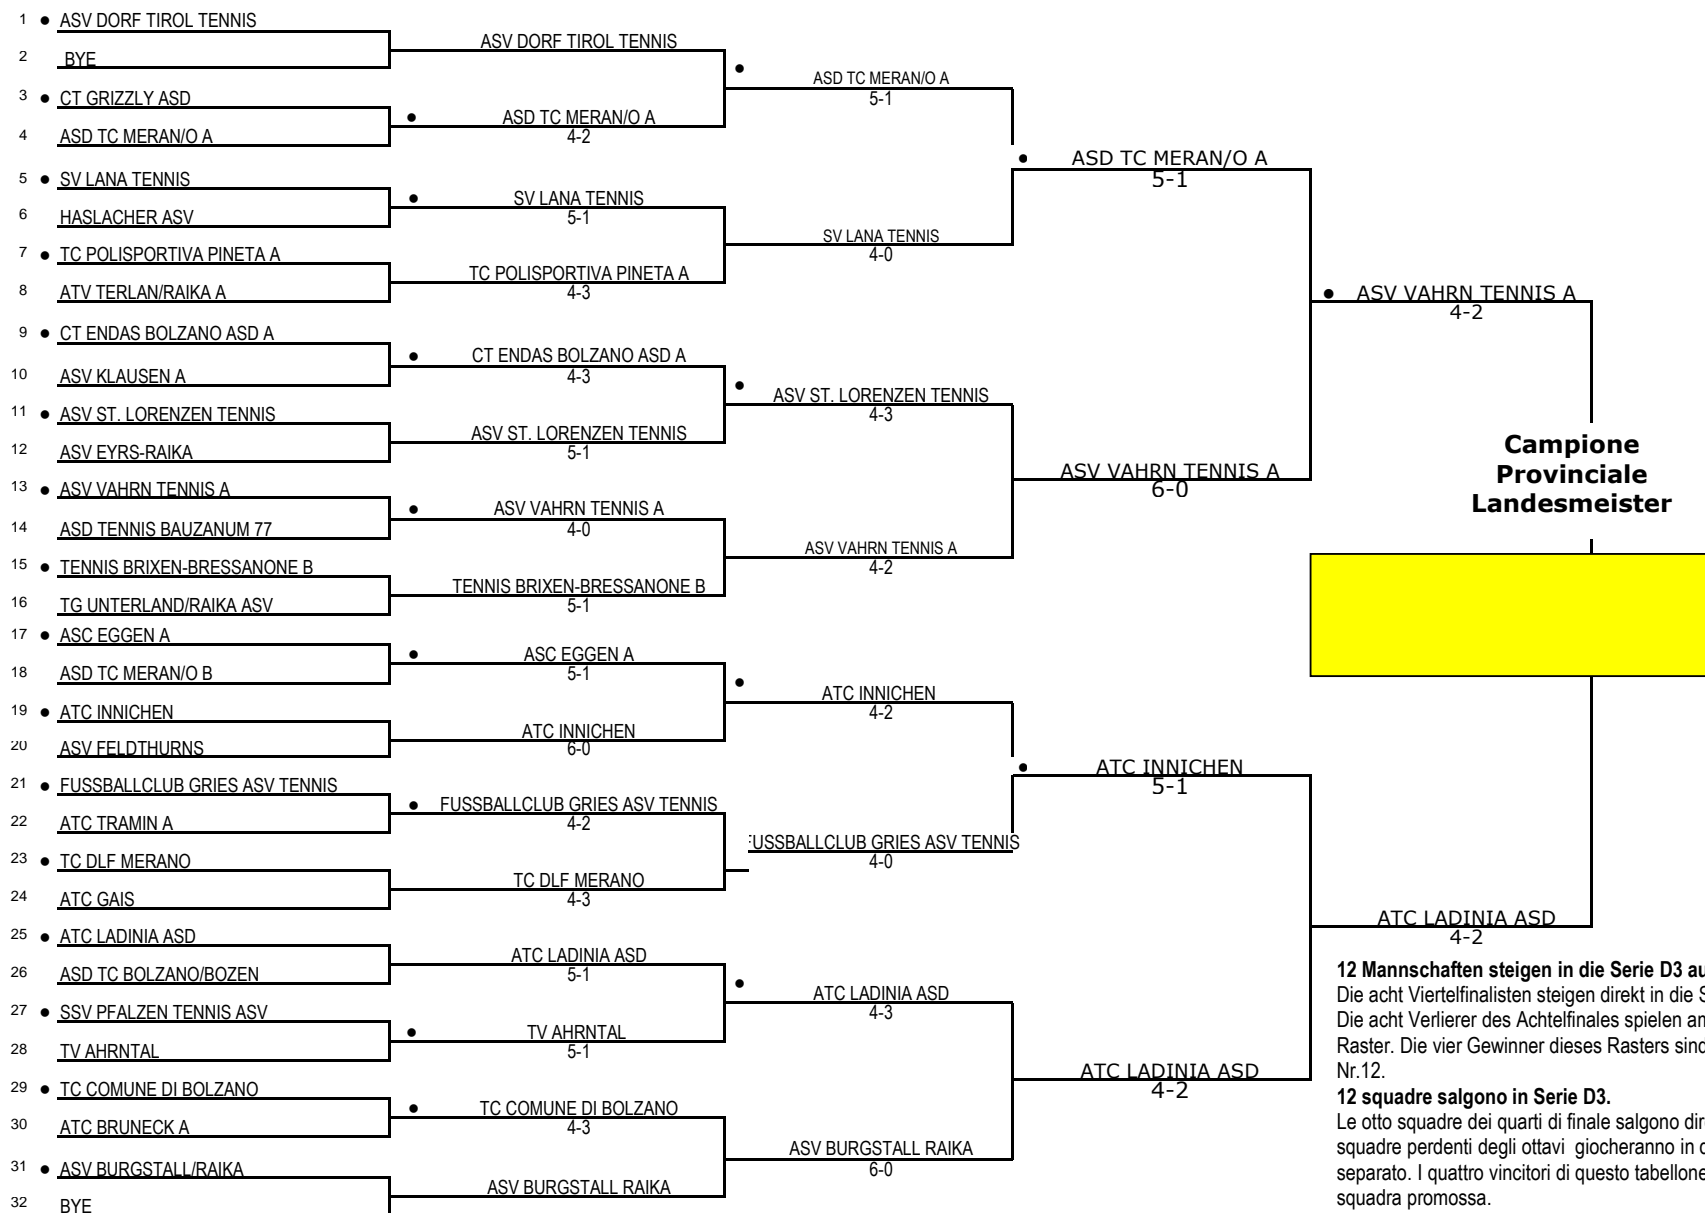 1 ● ASV DORF TIROL TENNIS
2 BYE
3 ● CT GRIZZLY ASD
4 ASD TC MERAN/O A
5 ● SV LANA TENNIS
6 HASLACHER ASV
7 ● TC POLISPORTIVA PINETA A
8 ATV TERLAN/RAIKA A
9 ● CT ENDAS BOLZANO ASD A
10 ASV KLAUSEN A
11 ● ASV ST. LORENZEN TENNIS
12 ASV EYRS-RAIKA
13 ● ASV VAHRN TENNIS A
14 ASD TENNIS BAUZANUM 77
15 ● TENNIS BRIXEN-BRESSANONE B
16 TG UNTERLAND/RAIKA ASV
17 ● ASC EGGEN A
18 ASD TC MERAN/O B
19 ● ATC INNICHEN
20 ASV FELDTHURNS
21 ● FUSSBALLCLUB GRIES ASV TENNIS
22 ATC TRAMIN A
23 ● TC DLF MERANO
24 ATC GAIS
25 ● ATC LADINIA ASD
26 ASD TC BOLZANO/BOZEN
27 ● SSV PFALZEN TENNIS ASV
28 TV AHRNTAL
29 ● TC COMUNE DI BOLZANO
30 ATC BRUNECK A
31 ● ASV BURGSTALL/RAIKA
32 BYE
ASV DORF TIROL TENNIS
● ASD TC MERAN/O A
4-2
● SV LANA TENNIS
5-1
TC POLISPORTIVA PINETA A
4-3
● CT ENDAS BOLZANO ASD A
4-3
ASV ST. LORENZEN TENNIS
5-1
● ASV VAHRN TENNIS A
4-0
TENNIS BRIXEN-BRESSANONE B
5-1
● ASC EGGEN A
5-1
ATC INNICHEN
6-0
● FUSSBALLCLUB GRIES ASV TENNIS
4-2
TC DLF MERANO
4-3
ATC LADINIA ASD
5-1
● TV AHRNTAL
5-1
● TC COMUNE DI BOLZANO
4-3
ASV BURGSTALL RAIKA
● ASD TC MERAN/O A
5-1
SV LANA TENNIS
4-0
● ASV ST. LORENZEN TENNIS
4-3
ASV VAHRN TENNIS A
4-2
● ATC INNICHEN
4-2
USSBALLCLUB GRIES ASV TENNIS
4-0
● ATC LADINIA ASD
4-3
ASV BURGSTALL RAIKA
6-0
● ASD TC MERAN/O A
5-1
ASV VAHRN TENNIS A
6-0
● ATC INNICHEN
5-1
ATC LADINIA ASD
4-2
● ASV VAHRN TENNIS A
4-2
ATC LADINIA ASD
4-2
Campione
Provinciale
Landesmeister
12 Mannschaften steigen in die Serie D3 au
Die acht Viertelfinalisten steigen direkt in die S
Die acht Verlierer des Achtelfinales spielen an
Raster. Die vier Gewinner dieses Rasters sind
Nr.12.
12 squadre salgono in Serie D3.
Le otto squadre dei quarti di finale salgono dir
squadre perdenti degli ottavi giocheranno in
separato. I quattro vincitori di questo tabellone
squadra promossa.